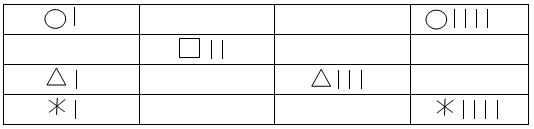 ○ | ○ | | | |
□ | |
△ | △ | | |
✳ | ✳ | | | |